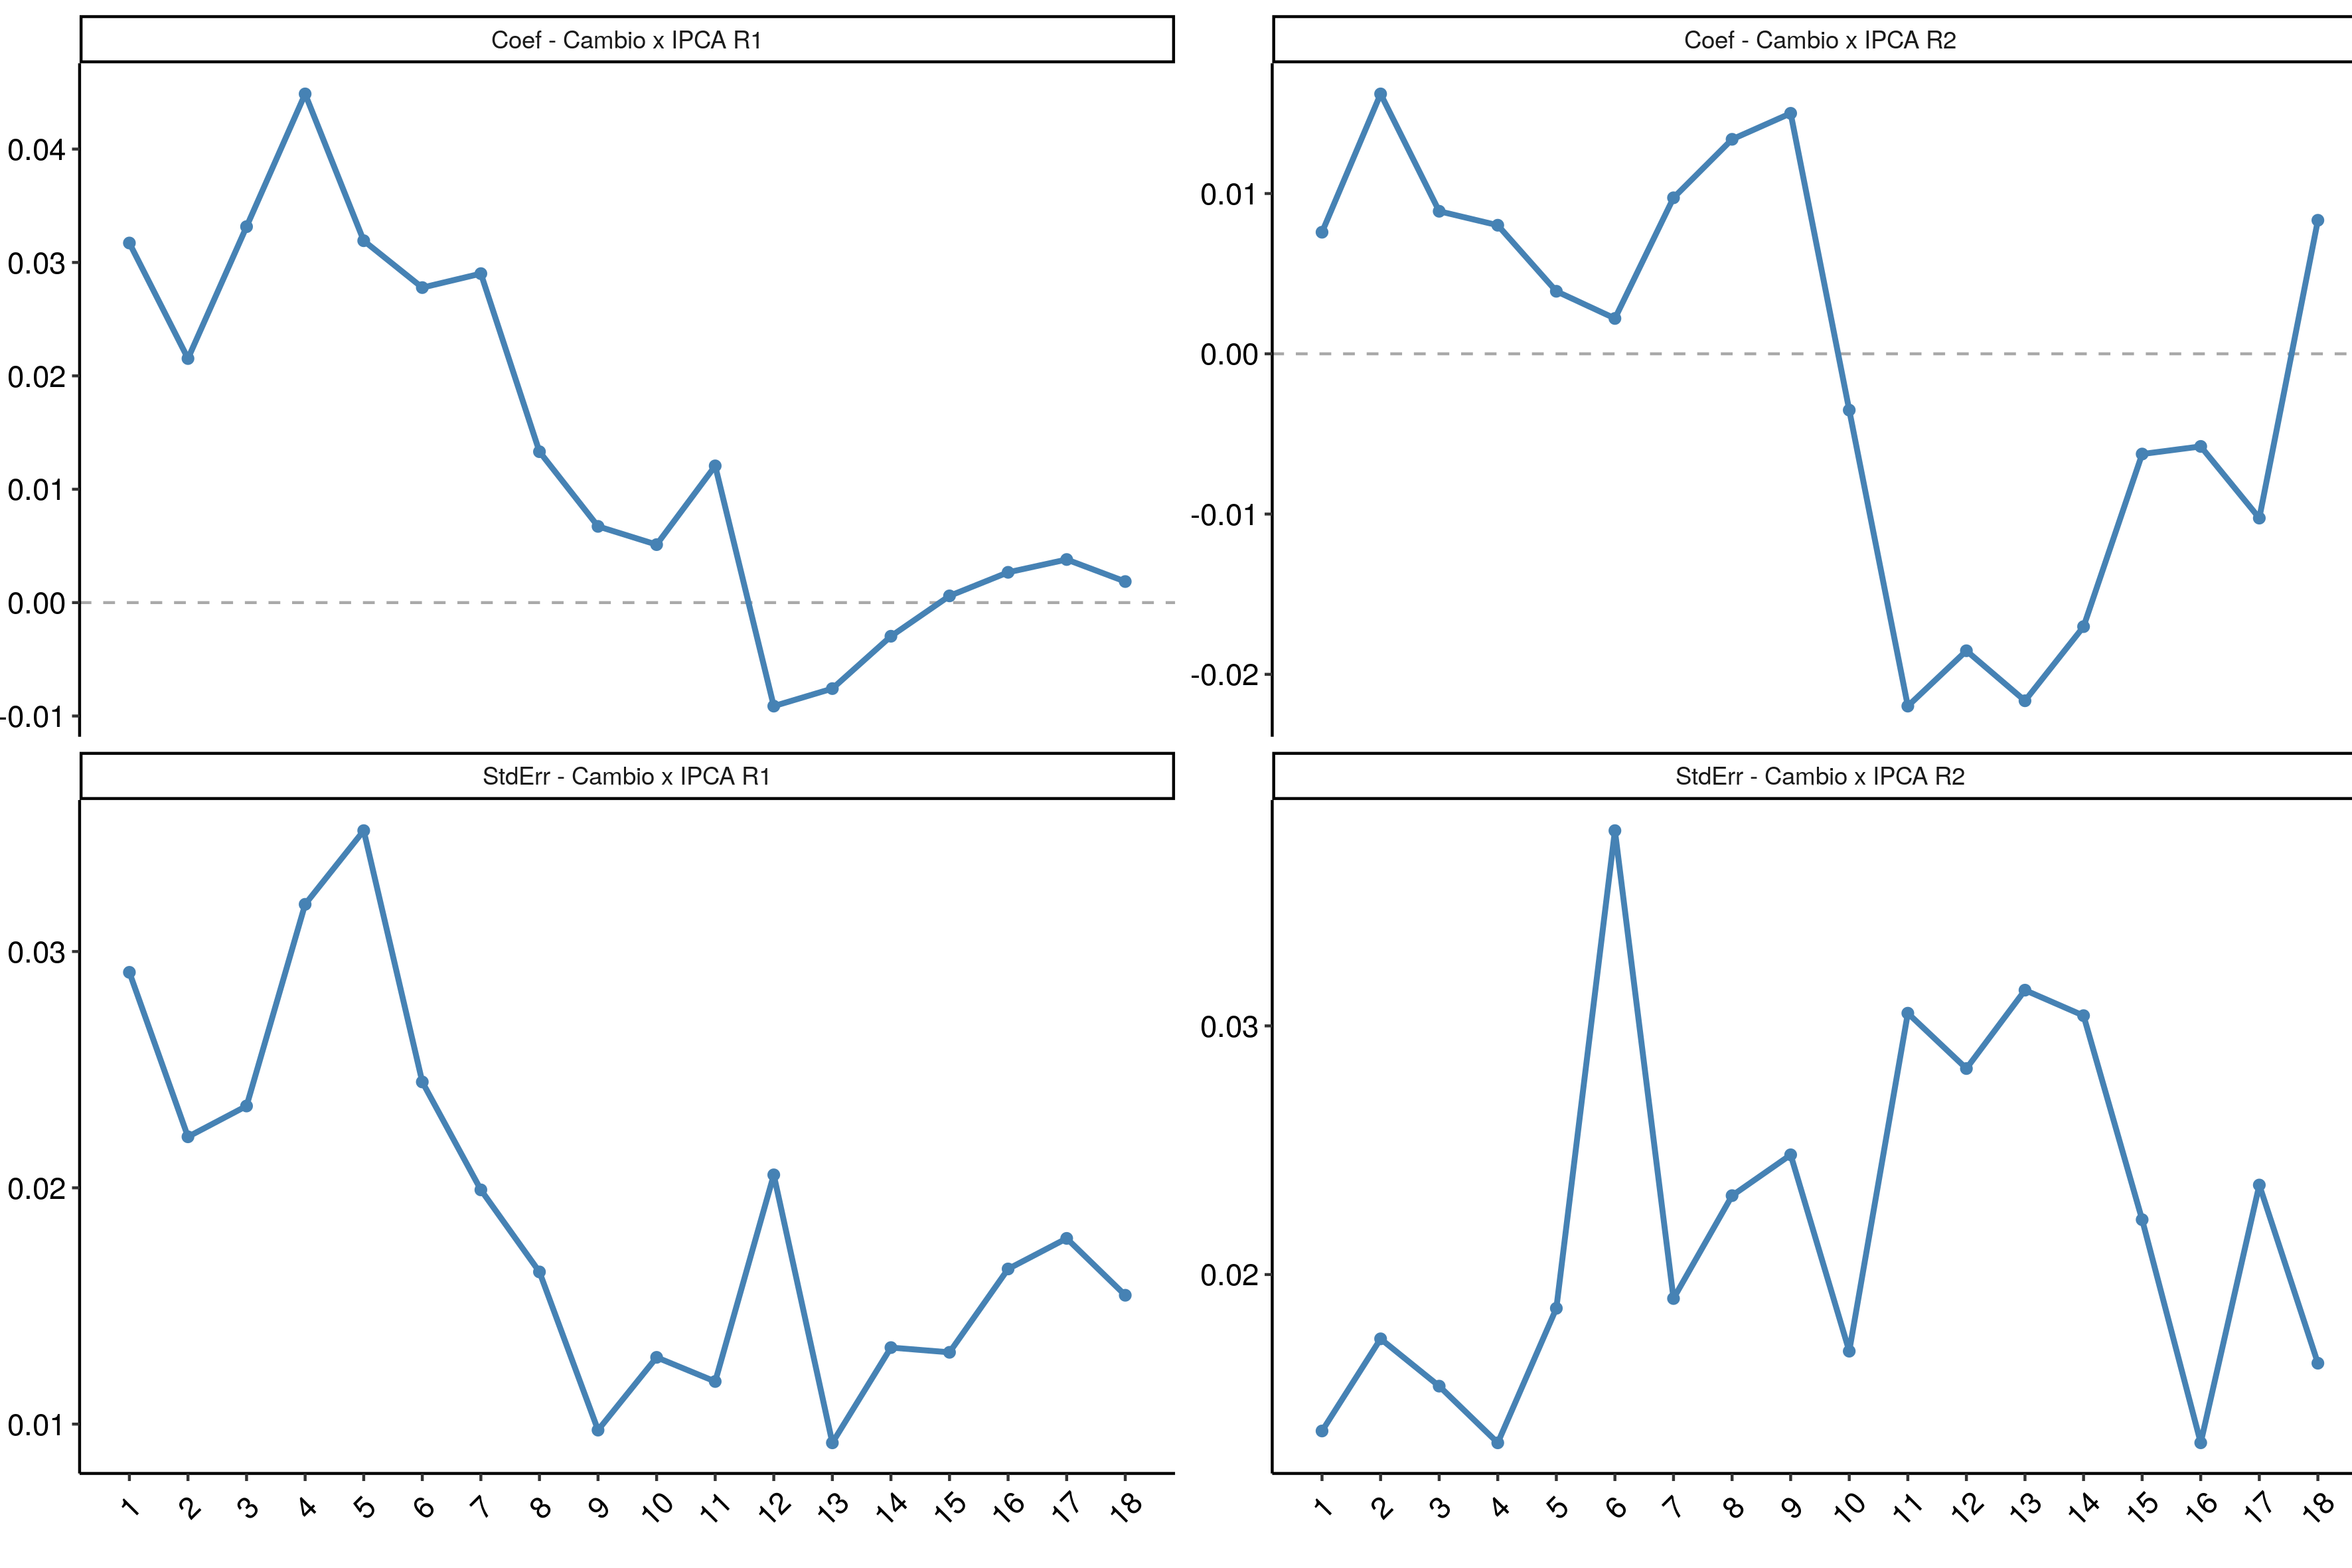 Coef - Cambio x IPCA R1
Coef - Cambio x IPCA R2
0.04
0.03
0.02
0.01
0.00
-0.01
0.01
0.00
-0.01
-0.02
StdErr - Cambio x IPCA R1
StdErr - Cambio x IPCA R2
0.03
0.02
0.01
0.03
0.02
1 2 3 4 5 6 7 8 9 10 11 12 13 14 15 16 17 18
1 2 3 4 5 6 7 8 9 10 11 12 13 14 15 16 17 18